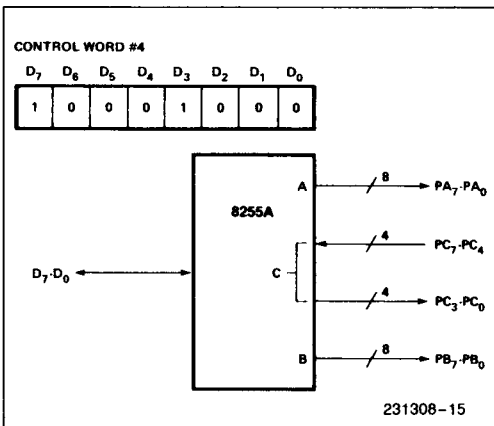 CONTROL WORD #4
D7 D6 D5 D4 D3 D2 D1 D0
1 0 0 0 1 0 0 0
A 8 PA7-PA0
8255A
4 PC7-PC4
D7-D0 C
4 PC3-PC0
B 8 PB7-PB0
231308-15